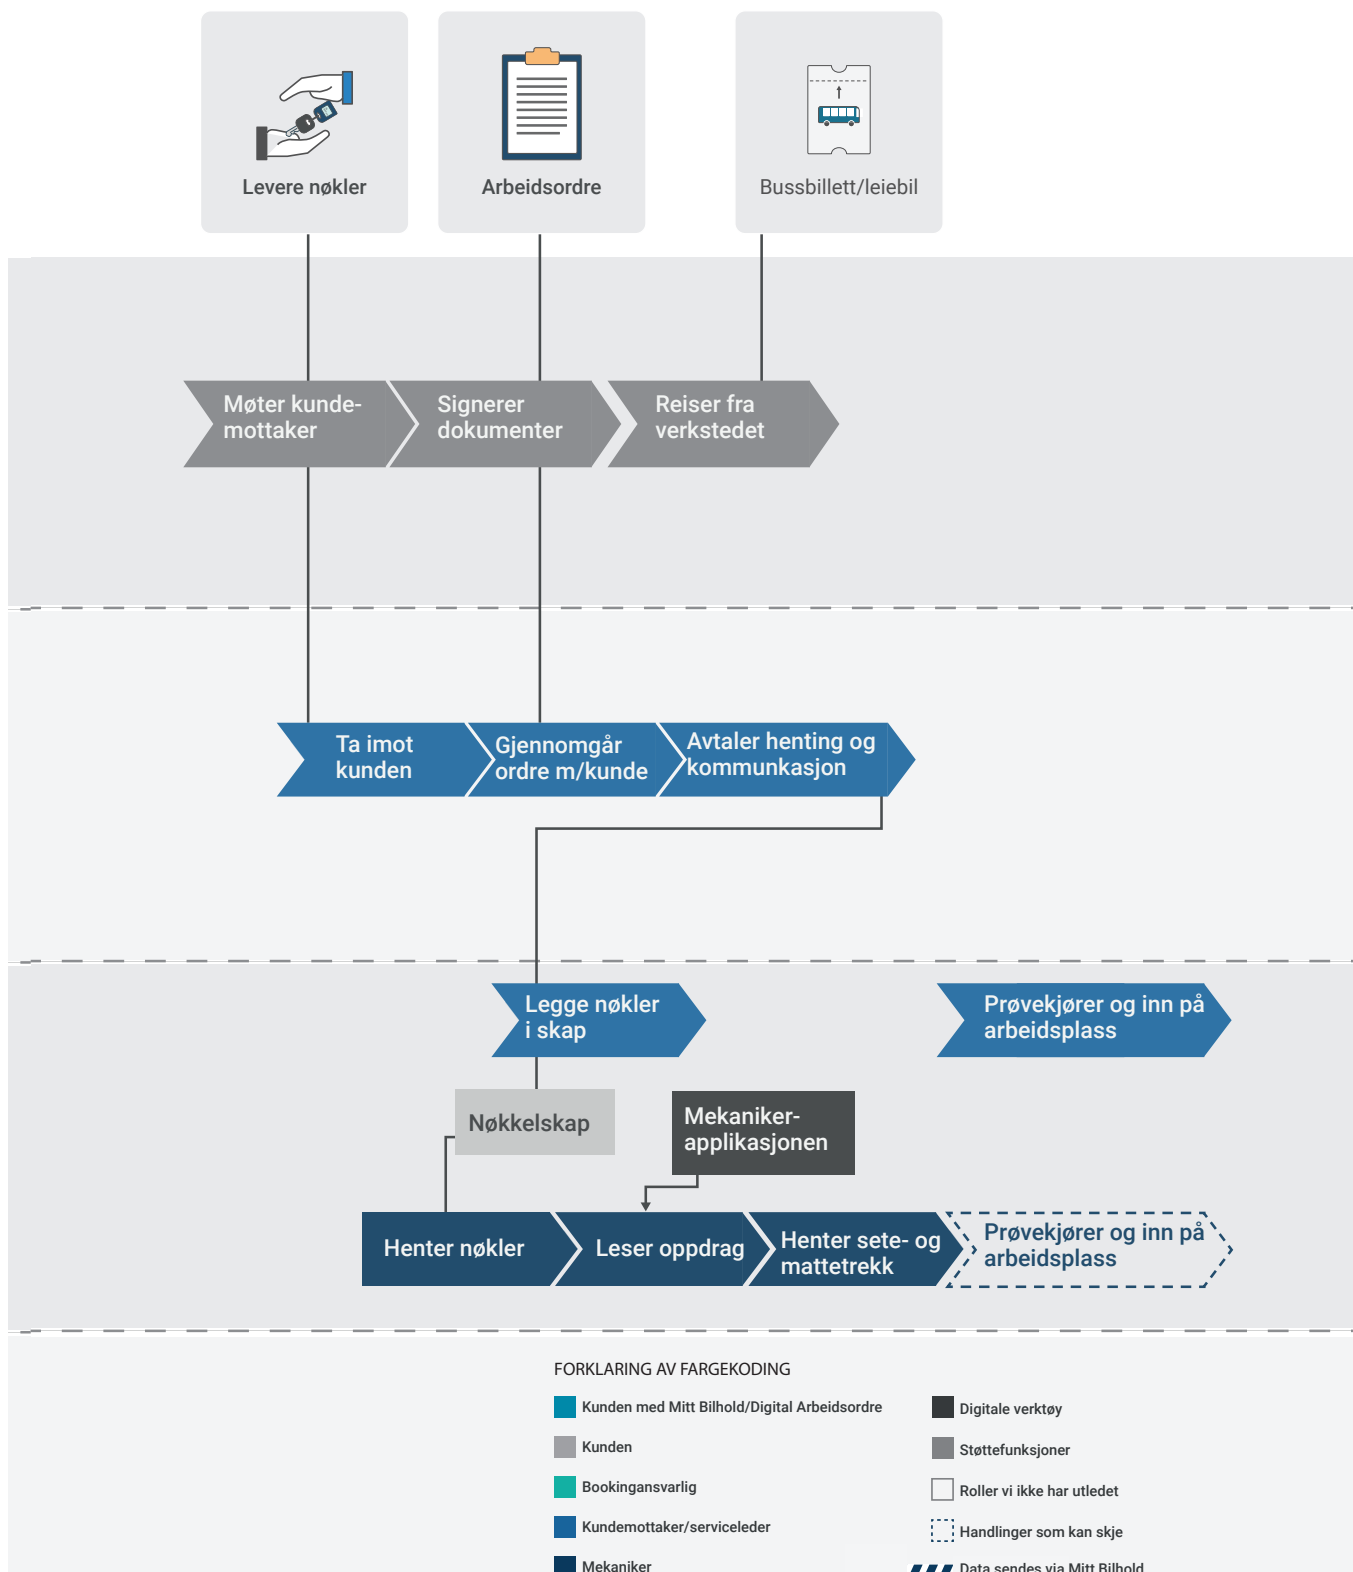 Levere nøkler
Arbeidsordre
Bussbillett/leiebil
Møter kunde-
mottaker
Signerer
dokumenter
Reiser fra
verkstedet
Ta imot
kunden
Gjennomgår
ordre m/kunde
Avtaler henting og
kommunkasjon
Legge nøkler
i skap
Prøvekjører og inn på
arbeidsplass
Nøkkelskap
Mekaniker-
applikasjonen
Henter nøkler
Leser oppdrag
Henter sete- og
mattetrekk
Prøvekjører og inn på
arbeidsplass
FORKLARING AV FARGEKODING
Kunden med Mitt Bilhold/Digital Arbeidsordre
Kunden
Bookingansvarlig
Kundemottaker/serviceleder
Mekaniker
Digitale verktøy
Støttefunksjoner
Roller vi ikke har utledet
Handlinger som kan skje
Data sendes via Mitt Bilhold